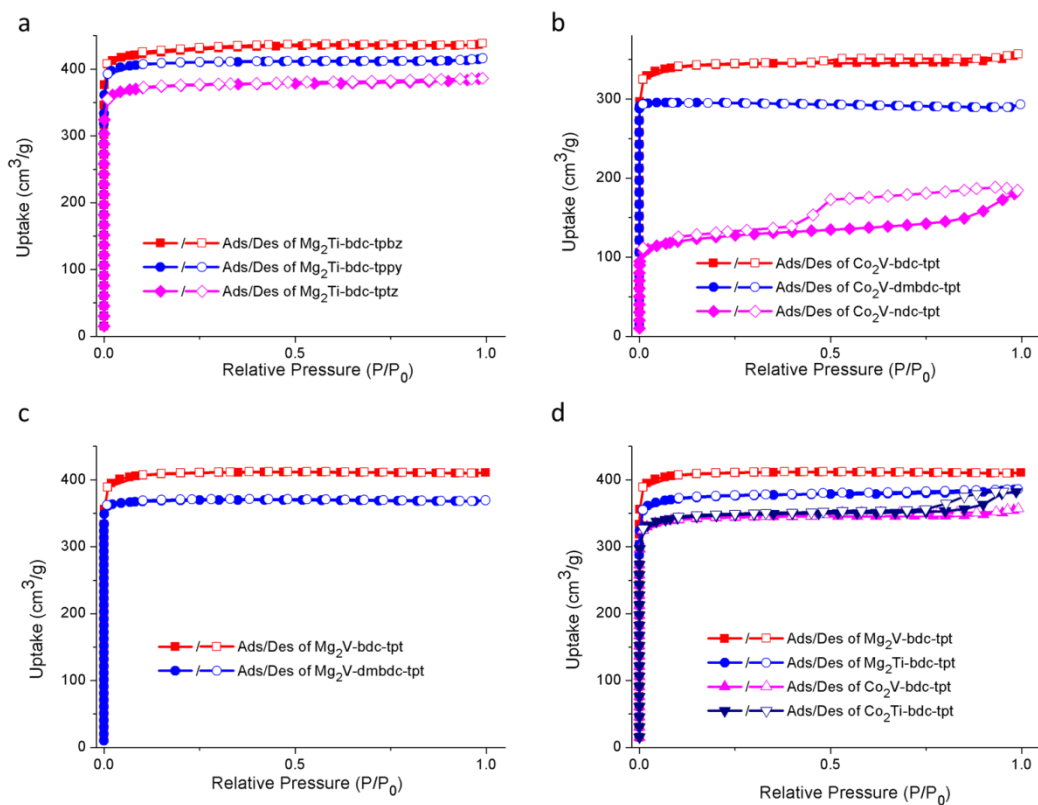 a
400
300
200
100
0
Uptake (cm³/g)
/ Ads/Des of Mg₂Ti-bdc-tpbz
/ Ads/Des of Mg₂Ti-bdc-tppy
/ Ads/Des of Mg₂Ti-bdc-tptz
0.0 0.5 1.0
Relative Pressure (P/P₀)
b
300
200
100
0
Uptake (cm³/g)
/ Ads/Des of Co₂V-bdc-tpt
/ Ads/Des of Co₂V-dmbdc-tpt
/ Ads/Des of Co₂V-ndc-tpt
0.0 0.5 1.0
Relative Pressure (P/P₀)
c
400
300
200
100
0
Uptake (cm³/g)
/ Ads/Des of Mg₂V-bdc-tpt
/ Ads/Des of Mg₂V-dmbdc-tpt
0.0 0.5 1.0
Relative Pressure (P/P₀)
d
400
300
200
100
0
Uptake (cm³/g)
/ Ads/Des of Mg₂V-bdc-tpt
/ Ads/Des of Mg₂Ti-bdc-tpt
/ Ads/Des of Co₂V-bdc-tpt
/ Ads/Des of Co₂Ti-bdc-tpt
0.0 0.5 1.0
Relative Pressure (P/P₀)